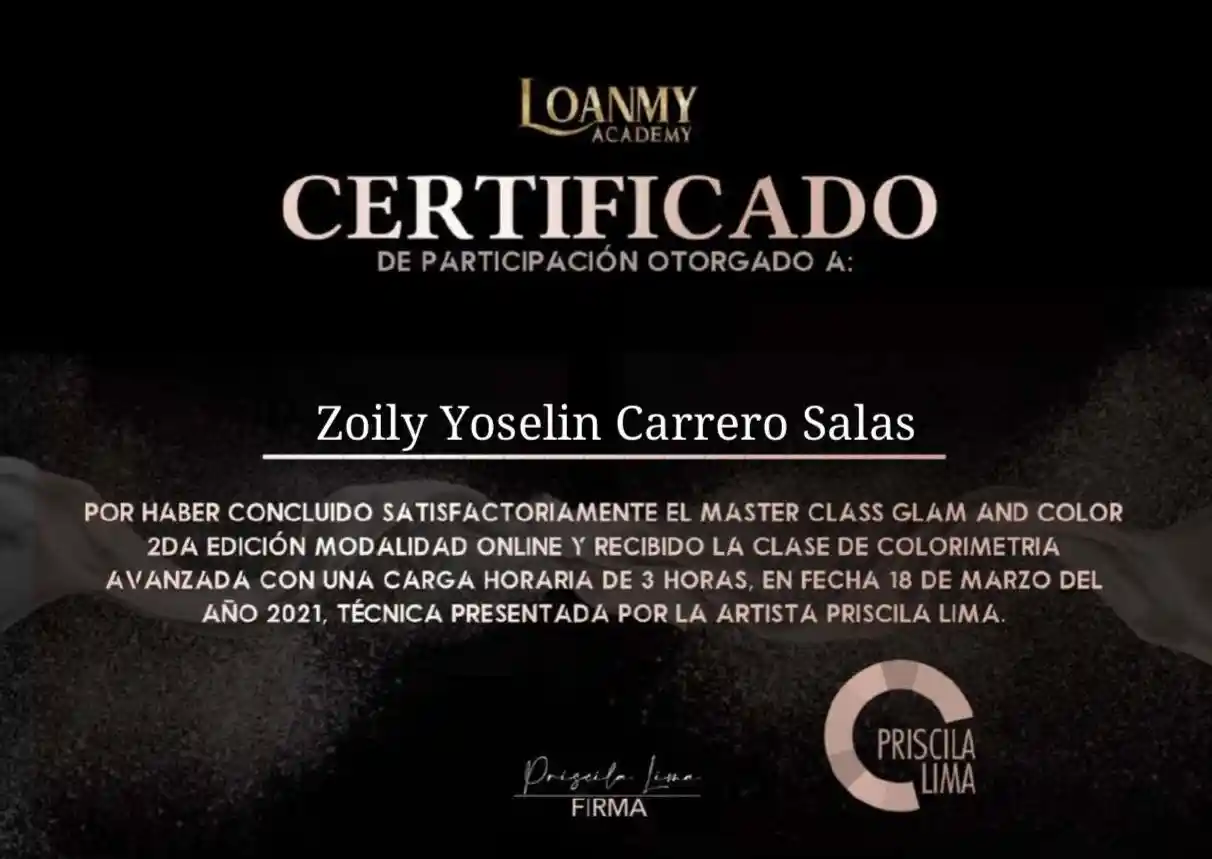 LOANMY
ACADEMY
CERTIFICADO
DE PARTICIPACIÓN OTORGADO A:
Zoily Yoselin Carrero Salas
POR HABER CONCLUIDO SATISFACTORIAMENTE EL MASTER CLASS GLAM AND COLOR
2DA EDICIÓN MODALIDAD ONLINE Y RECIBIDO LA CLASE DE COLORIMETRIA
AVANZADA CON UNA CARGA HORARIA DE 3 HORAS, EN FECHA 18 DE MARZO DEL
AÑO 2021, TÉCNICA PRESENTADA POR LA ARTISTA PRISCILA LIMA.
PRISCILA
LIMA
Priscila Lima
FIRMA